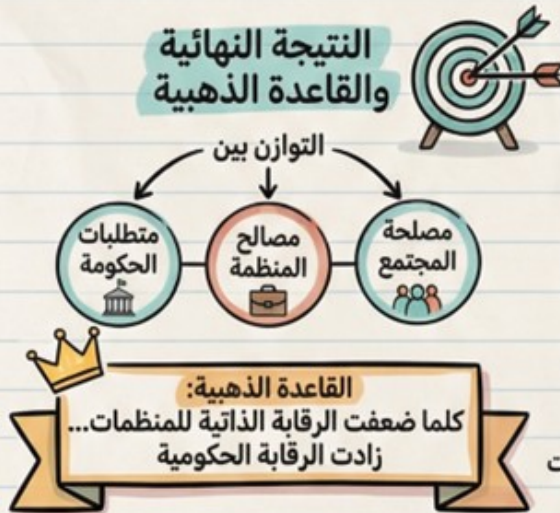 النتيجة النهائية
والقاعدة الذهبية
التوازن بين
مصلحة
المجتمع
مصالح
المنظمة
متطلبات
الحكومة
القاعدة الذهبية:
كلما ضعفت الرقابة الذاتية للمنظمات...
زادت الرقابة الحكومية